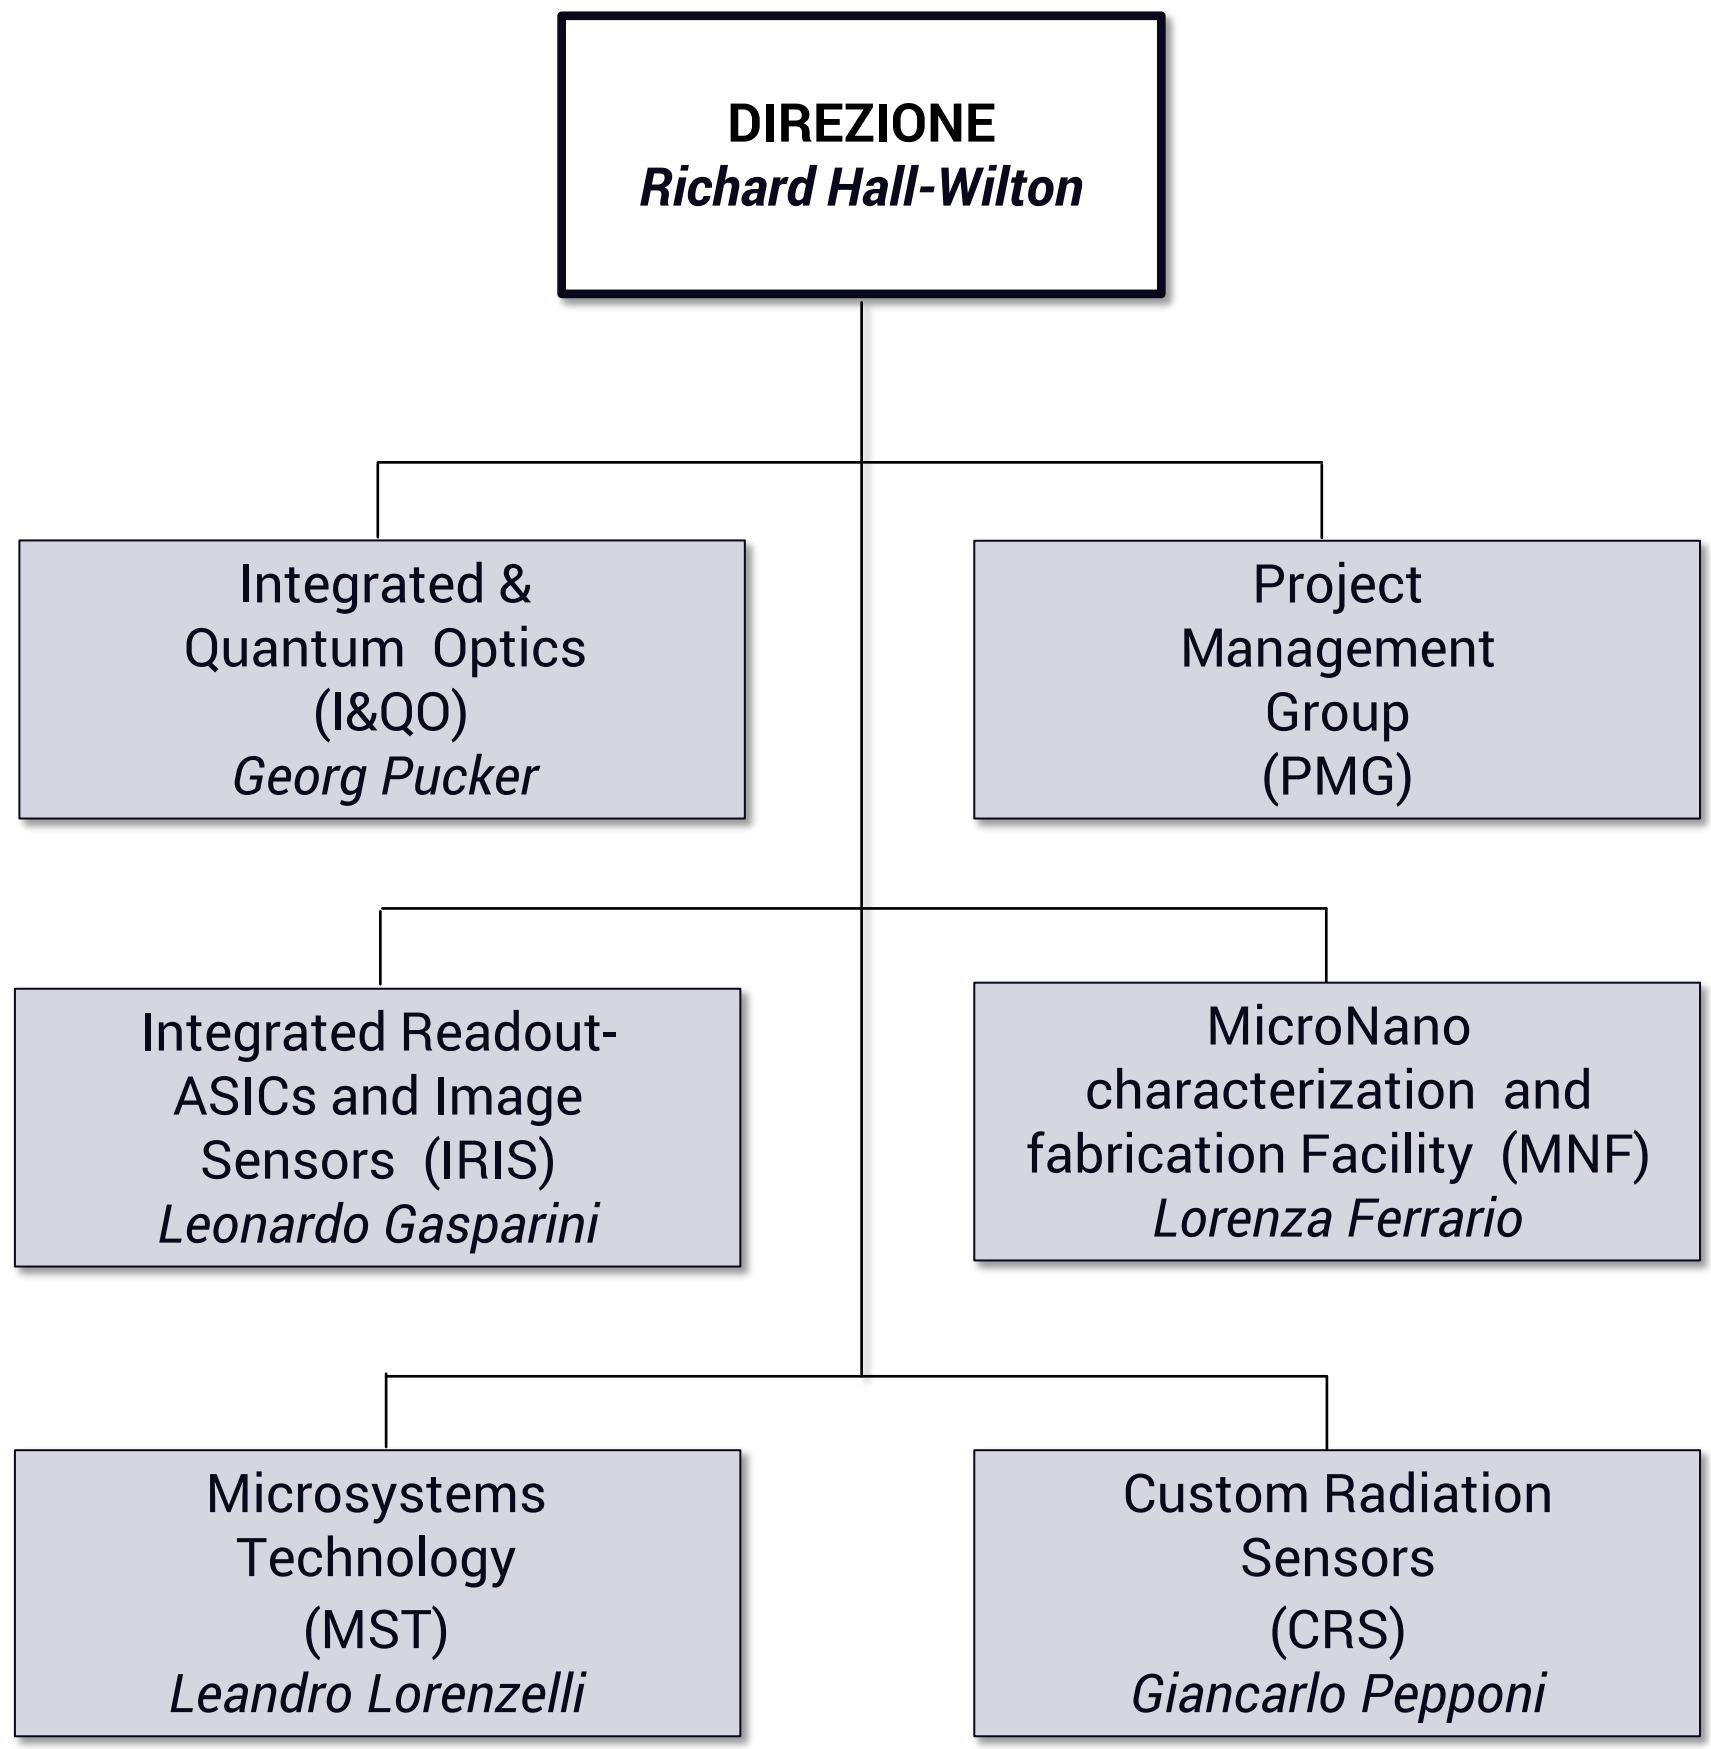 DIREZIONE
Richard Hall-Wilton
Integrated &
Quantum Optics
(I&QO)
Georg Pucker
Project
Management
Group
(PMG)
Integrated Readout-
ASICs and Image
Sensors (IRIS)
Leonardo Gasparini
MicroNano
characterization and
fabrication Facility (MNF)
Lorenza Ferrario
Microsystems
Technology
(MST)
Leandro Lorenzelli
Custom Radiation
Sensors
(CRS)
Giancarlo Pepponi